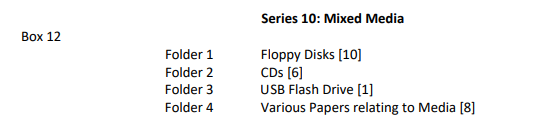 Series 10: Mixed Media
Box 12
Folder 1 Floppy Disks [10]
Folder 2 CDs [6]
Folder 3 USB Flash Drive [1]
Folder 4 Various Papers relating to Media [8]